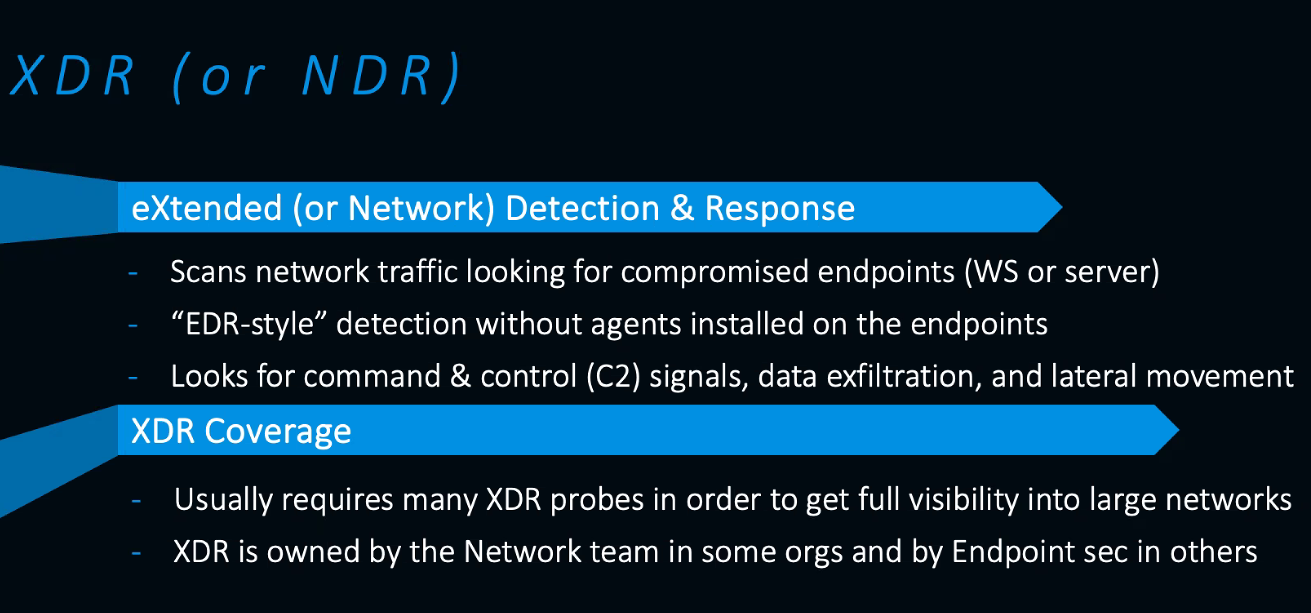 XDR (or NDR)
eXtended (or Network) Detection & Response
- Scans network traffic looking for compromised endpoints (WS or server)
- “EDR-style” detection without agents installed on the endpoints
- Looks for command & control (C2) signals, data exfiltration, and lateral movement
XDR Coverage
- Usually requires many XDR probes in order to get full visibility into large networks
- XDR is owned by the Network team in some orgs and by Endpoint sec in others